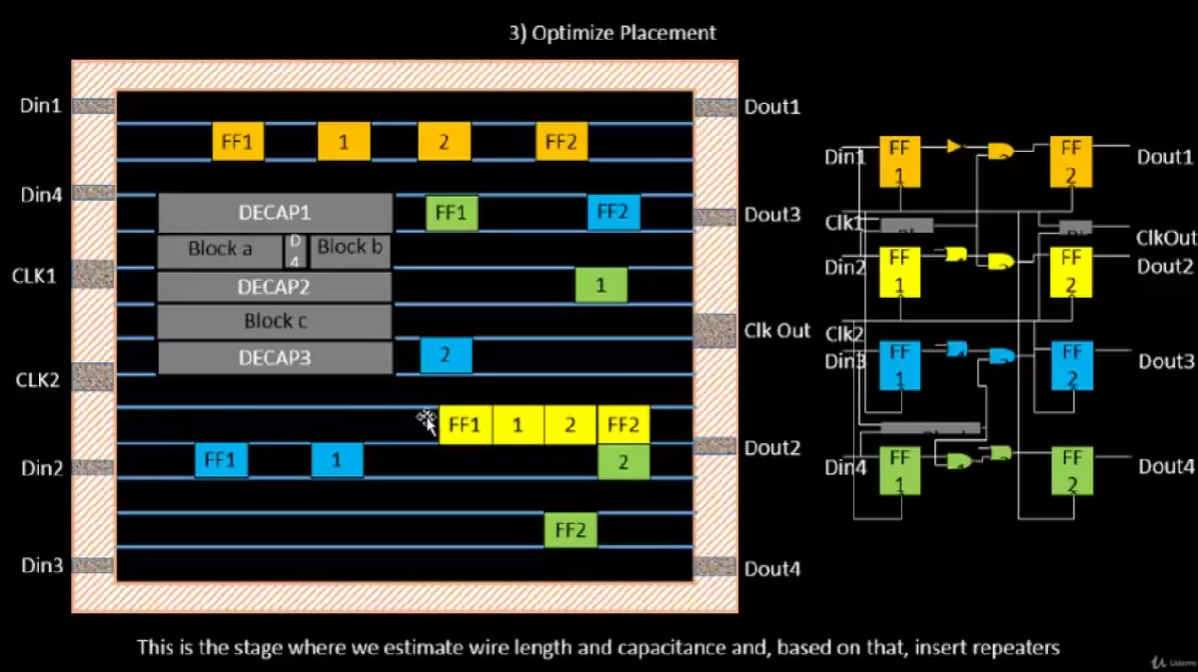 3) Optimize Placement
Din1
Dout1
FF1 1 2 FF2
Din4
Dout3
DECAP1
FF1 FF2
Block a D 4 Block b
CLK1
DECAP2
1
Block c
Clk Out
DECAP3
2
CLK2
FF1 1 2 FF2
Dout2
FF1 1 2
Din2
FF2
Din3
Dout4
Din1 FF 1 FF 2 Dout1
Clk1
ClkOut
Din2 FF 1 FF 2 Dout2
Clk2
Din3 FF 1 FF 2 Dout3
Din4 FF 1 FF 2 Dout4
This is the stage where we estimate wire length and capacitance and, based on that, insert repeaters
Udemy